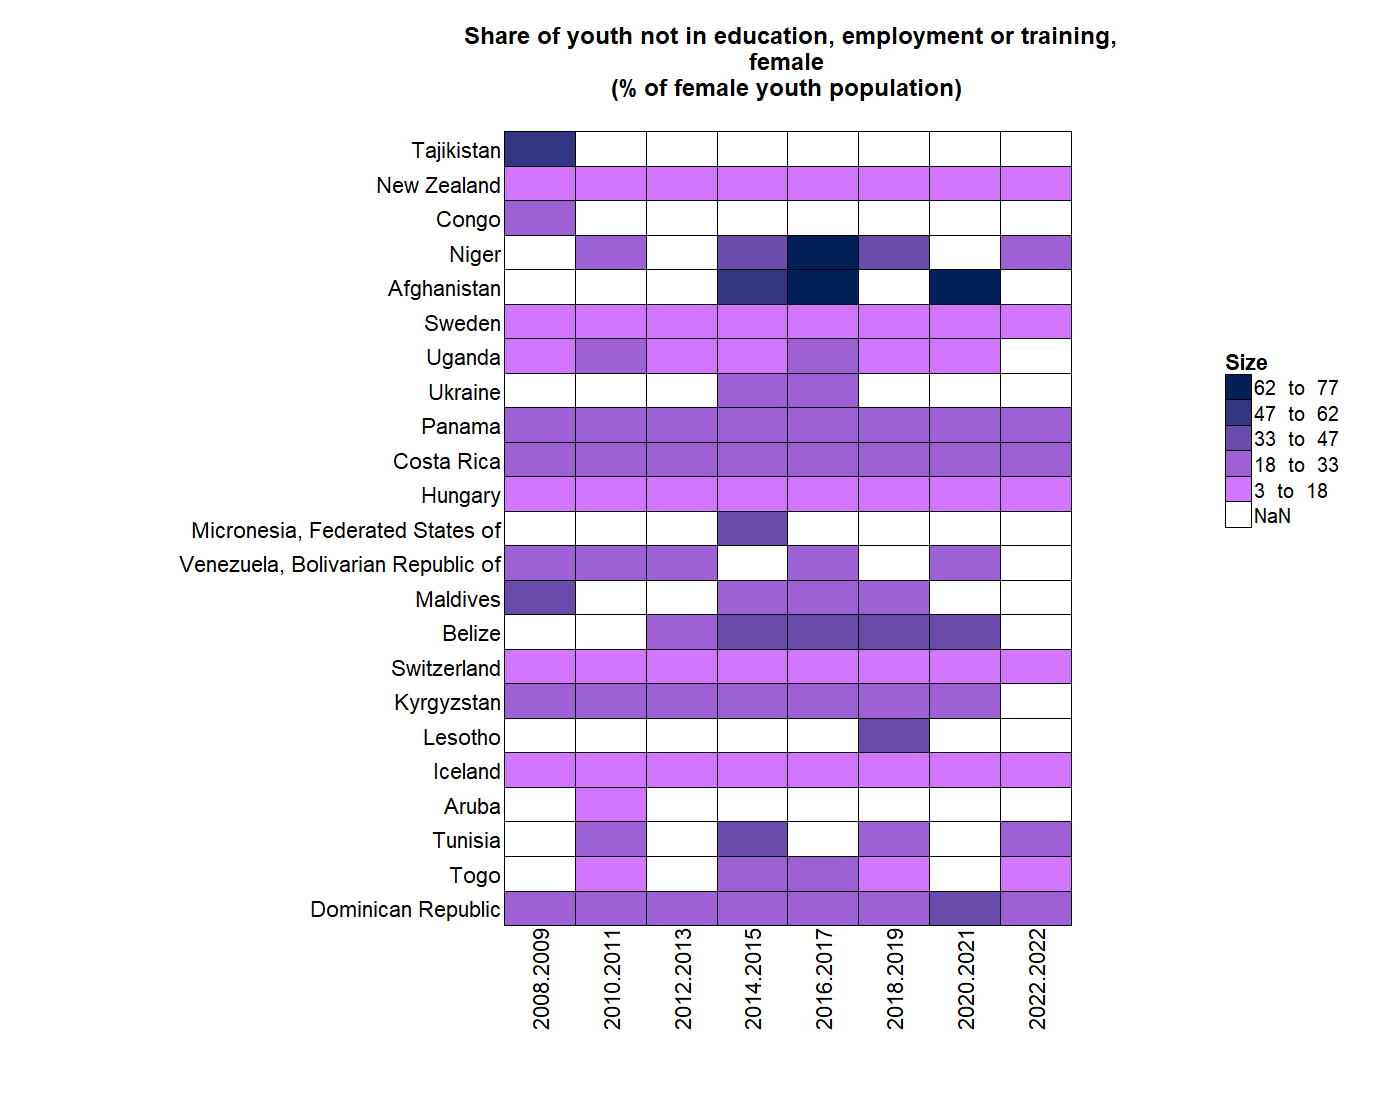 Share of youth not in education, employment or training,
female
(% of female youth population)
Tajikistan
New Zealand
Congo
Niger
Afghanistan
Sweden
Uganda
Ukraine
Panama
Costa Rica
Hungary
Micronesia, Federated States of
Venezuela, Bolivarian Republic of
Maldives
Belize
Switzerland
Kyrgyzstan
Lesotho
Iceland
Aruba
Tunisia
Togo
Dominican Republic
2008.2009
2010.2011
2012.2013
2014.2015
2016.2017
2018.2019
2020.2021
2022.2022
Size
62 to 77
47 to 62
33 to 47
18 to 33
3 to 18
NaN